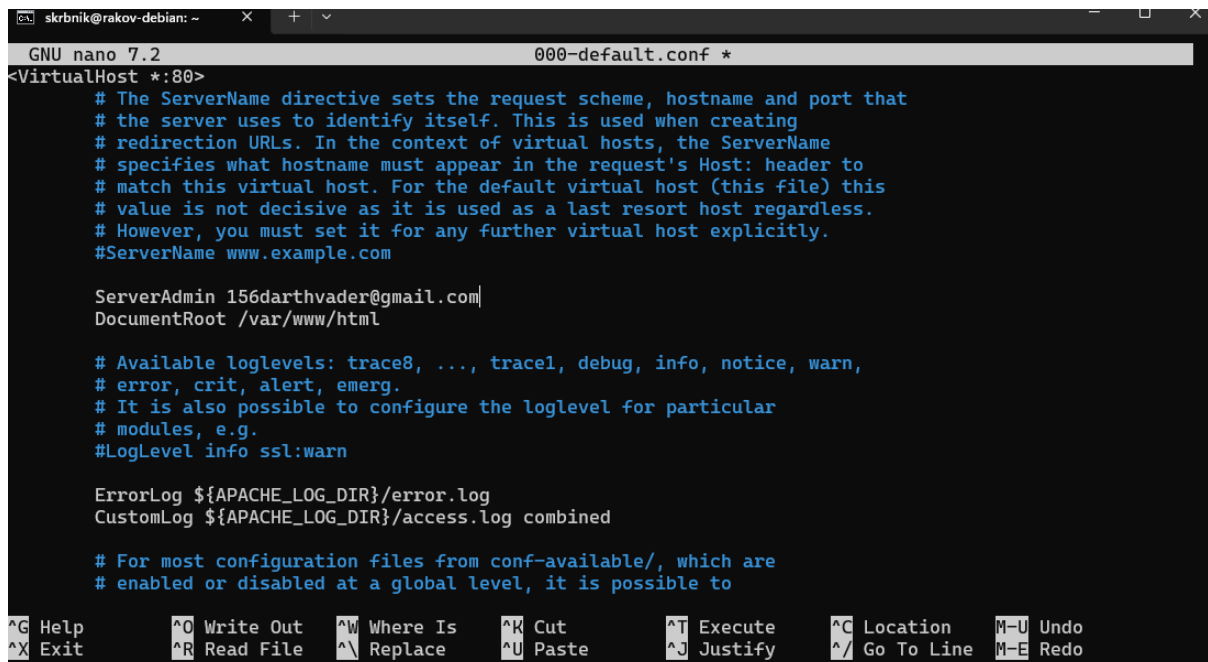 skrbnik@rakov-debian: ~
GNU nano 7.2 000-default.conf *
<VirtualHost *:80>
# The ServerName directive sets the request scheme, hostname and port that
# the server uses to identify itself. This is used when creating
# redirection URLs. In the context of virtual hosts, the ServerName
# specifies what hostname must appear in the request's Host: header to
# match this virtual host. For the default virtual host (this file) this
# value is not decisive as it is used as a last resort host regardless.
# However, you must set it for any further virtual host explicitly.
#ServerName www.example.com
ServerAdmin 156darthvader@gmail.com
DocumentRoot /var/www/html
# Available loglevels: trace8, ..., trace1, debug, info, notice, warn,
# error, crit, alert, emerg.
# It is also possible to configure the loglevel for particular
# modules, e.g.
#LogLevel info ssl:warn
ErrorLog ${APACHE_LOG_DIR}/error.log
CustomLog ${APACHE_LOG_DIR}/access.log combined
# For most configuration files from conf-available/, which are
# enabled or disabled at a global level, it is possible to
^G Help ^O Write Out ^W Where Is ^K Cut ^T Execute ^C Location M-U Undo
^X Exit ^R Read File ^\ Replace ^U Paste ^J Justify ^/ Go To Line M-E Redo